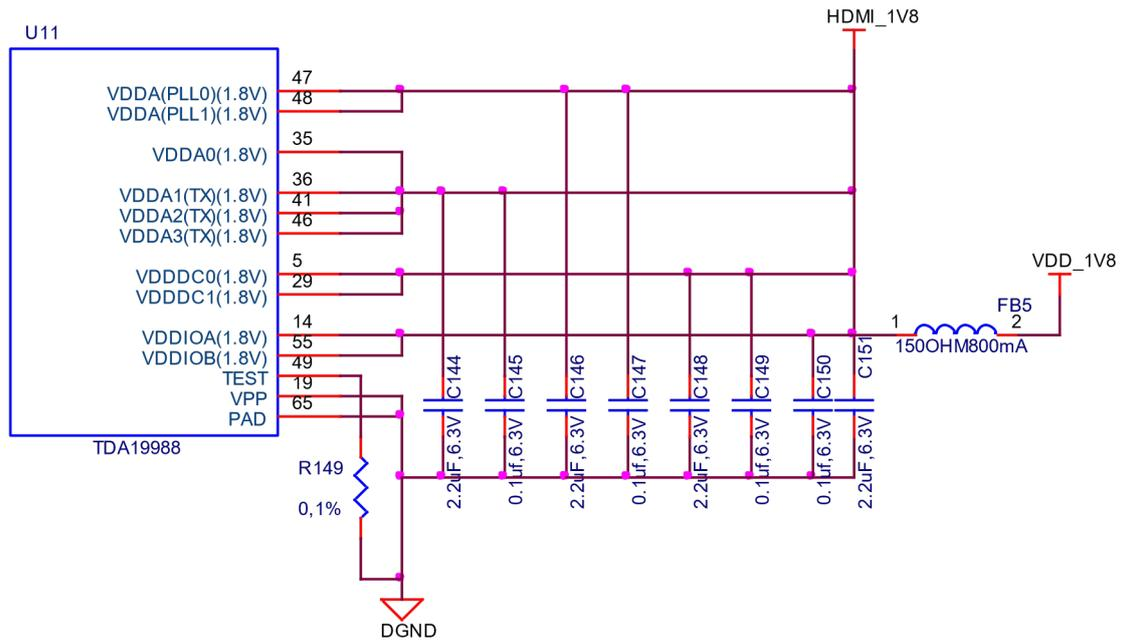 HDMI_1V8
U11
47
VDDA(PLL0)(1.8V)
48
VDDA(PLL1)(1.8V)
35
VDDA0(1.8V)
36
VDDA1(TX)(1.8V)
41
VDDA2(TX)(1.8V)
46
VDDA3(TX)(1.8V)
5
VDDDC0(1.8V)
29
VDDDC1(1.8V)
VDD_1V8
FB5
14
VDDIOA(1.8V)
1
2
150OHM800mA
55
VDDIOB(1.8V)
49
TEST
19
VPP
65
PAD
TDA19988
C144
C145
C146
C147
C148
C149
C150
C151
2.2uF,6.3V
0.1uf,6.3V
2.2uF,6.3V
0.1uf,6.3V
2.2uF,6.3V
0.1uf,6.3V
0.1uf,6.3V
2.2uF,6.3V
R149
0,1%
DGND